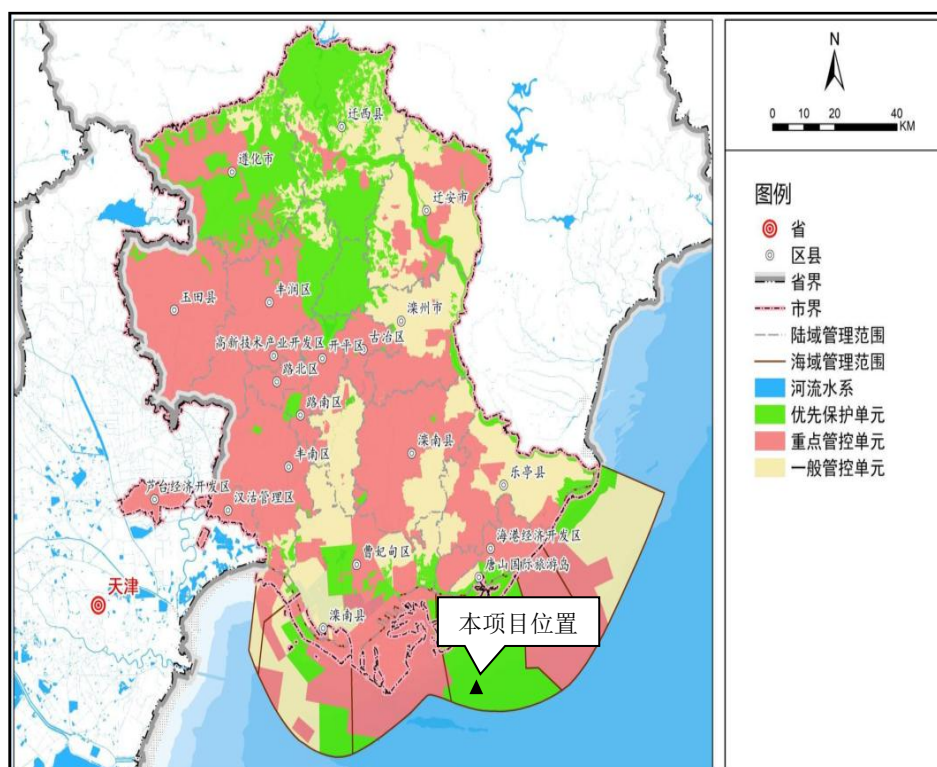 迁西县
遵化市
迁安市
玉田县
丰润区
滦州市
高新技术产业开发区
开平区
古冶区
路北区
路南区
丰南区
滦南县
乐亭县
芦台经济开发区
汉沽管理区
海港经济开发区
曹妃甸区
唐山国际旅游岛
天津
滦南县
本项目位置
N
0 10 20 40
KM
图例
省
区县
省界
市界
陆域管理范围
海域管理范围
河流水系
优先保护单元
重点管控单元
一般管控单元